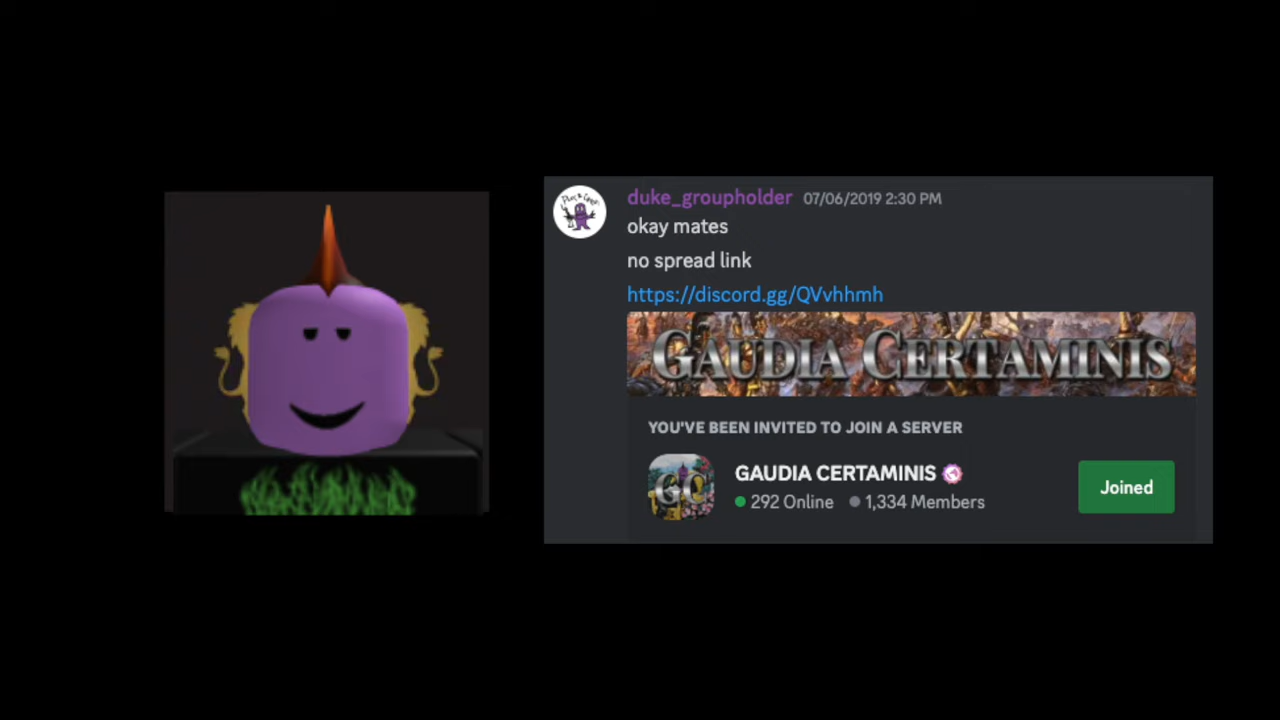 duke_groupholder 07/06/2019 2:30 PM
okay mates
no spread link
https://discord.gg/QVvhhmh
GAUDIA CERTAMINIS
YOU'VE BEEN INVITED TO JOIN A SERVER
GC
GAUDIA CERTAMINIS
292 Online 1,334 Members
Joined